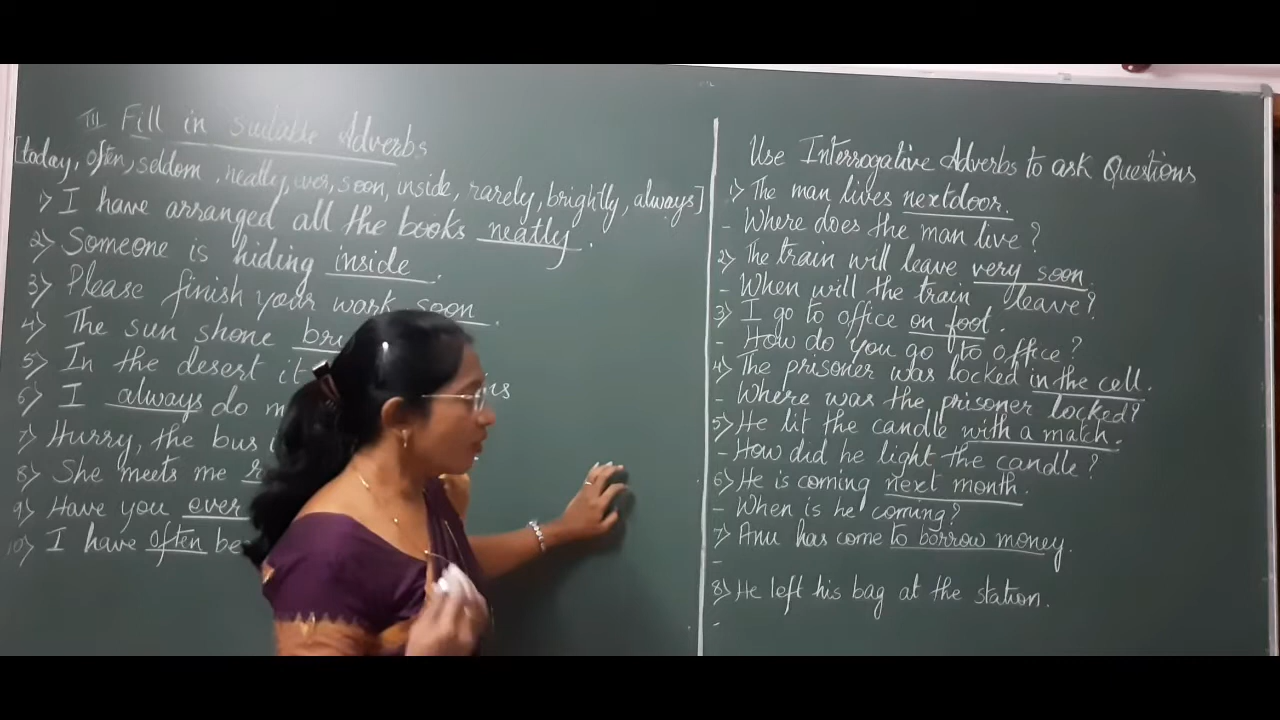 III Fill in suitable Adverbs
[today, often, seldom, neatly, ever, soon, inside, rarely, brightly, always]
1) I have arranged all the books neatly.
2) Someone is hiding inside.
3) Please finish your work soon.
4) The sun shone
5) In the desert it
6) I always do m
7) Hurry, the bus
8) She meets me
9) Have you ever
10) I have often be
Use Interrogative Adverbs to ask Questions
1) The man lives nextdoor.
- Where does the man live?
2) The train will leave very soon.
- When will the train leave?
3) I go to office on foot.
- How do you go to office?
4) The prisoner was locked in the cell.
- Where was the prisoner locked?
5) He lit the candle with a match.
- How did he light the candle?
6) He is coming next month.
- When is he coming?
7) Anu has come to borrow money.
-
8) He left his bag at the station.
-